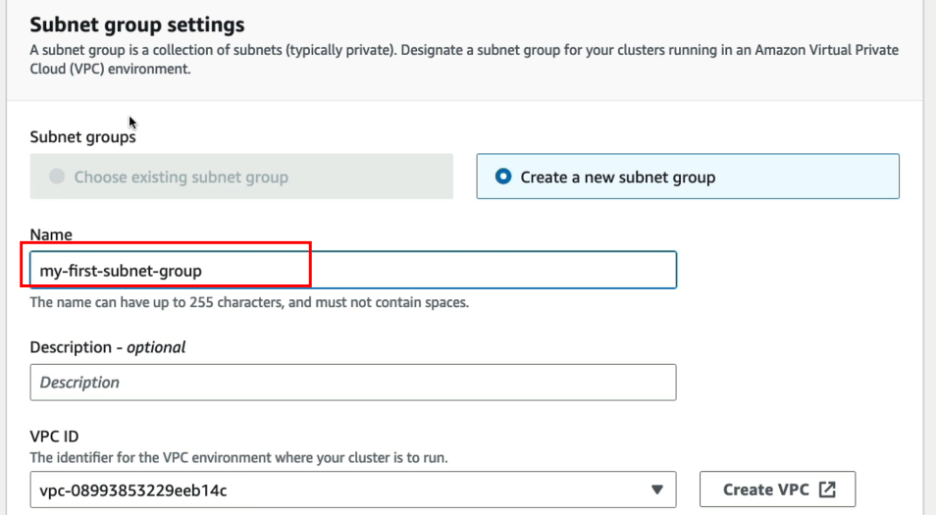 Subnet group settings
A subnet group is a collection of subnets (typically private). Designate a subnet group for your clusters running in an Amazon Virtual Private
Cloud (VPC) environment.
Subnet groups
Choose existing subnet group
Create a new subnet group
Name
my-first-subnet-group
The name can have up to 255 characters, and must not contain spaces.
Description - optional
Description
VPC ID
The identifier for the VPC environment where your cluster is to run.
vpc-08993853229eeb14c
Create VPC